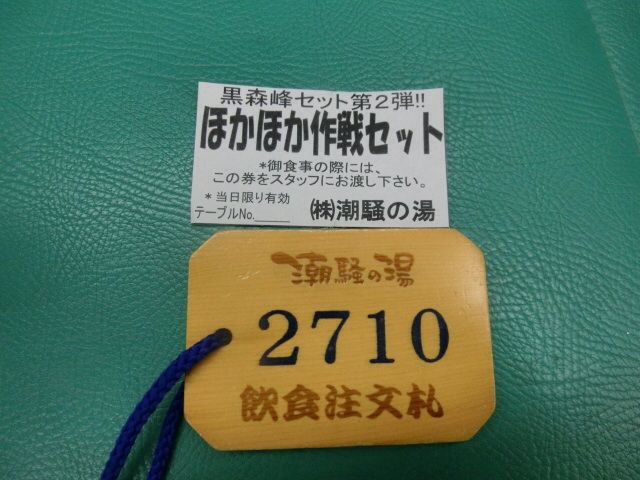 黒森峰セット第2弾!!
ほかほか作戦セット
*御食事の際には、
この券をスタッフにお渡し下さい。
*当日限り有効
テーブルNo.
㈱潮騒の湯
潮騒の湯
2710
飲食注文札